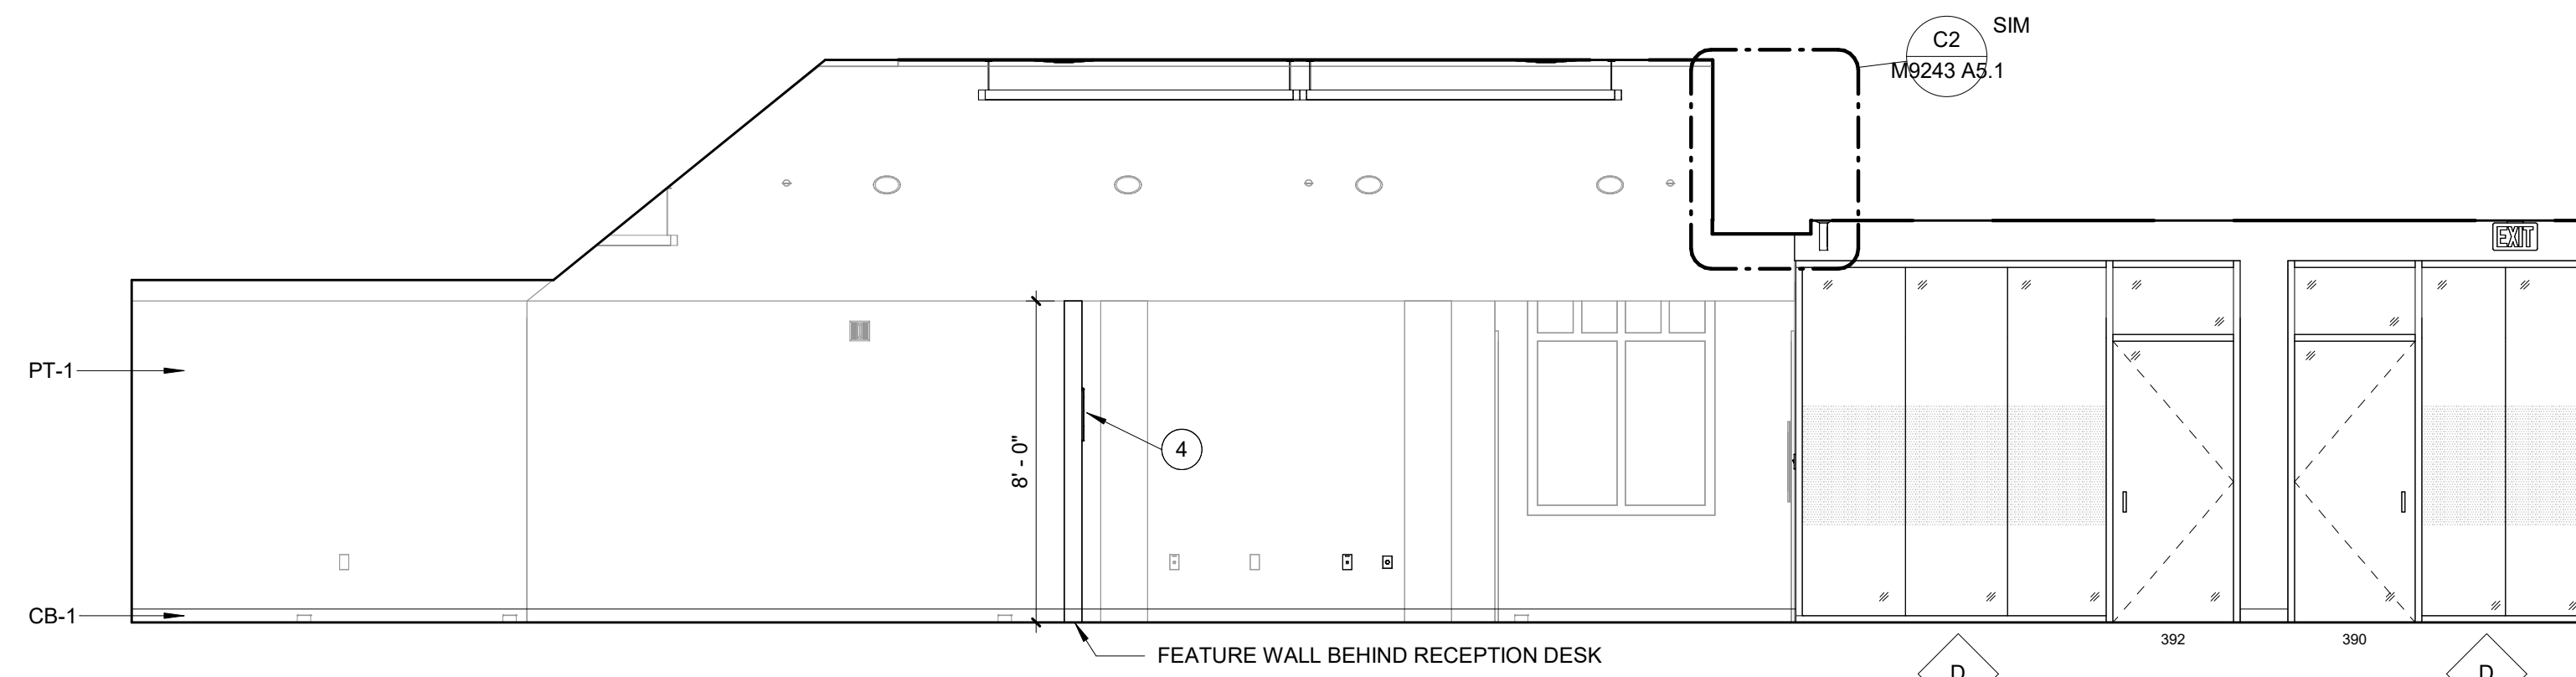 SIM
C2
M9243 A5.1
EXIT
PT-1
8' - 0"
4
CB-1
FEATURE WALL BEHIND RECEPTION DESK
392
390
D
D